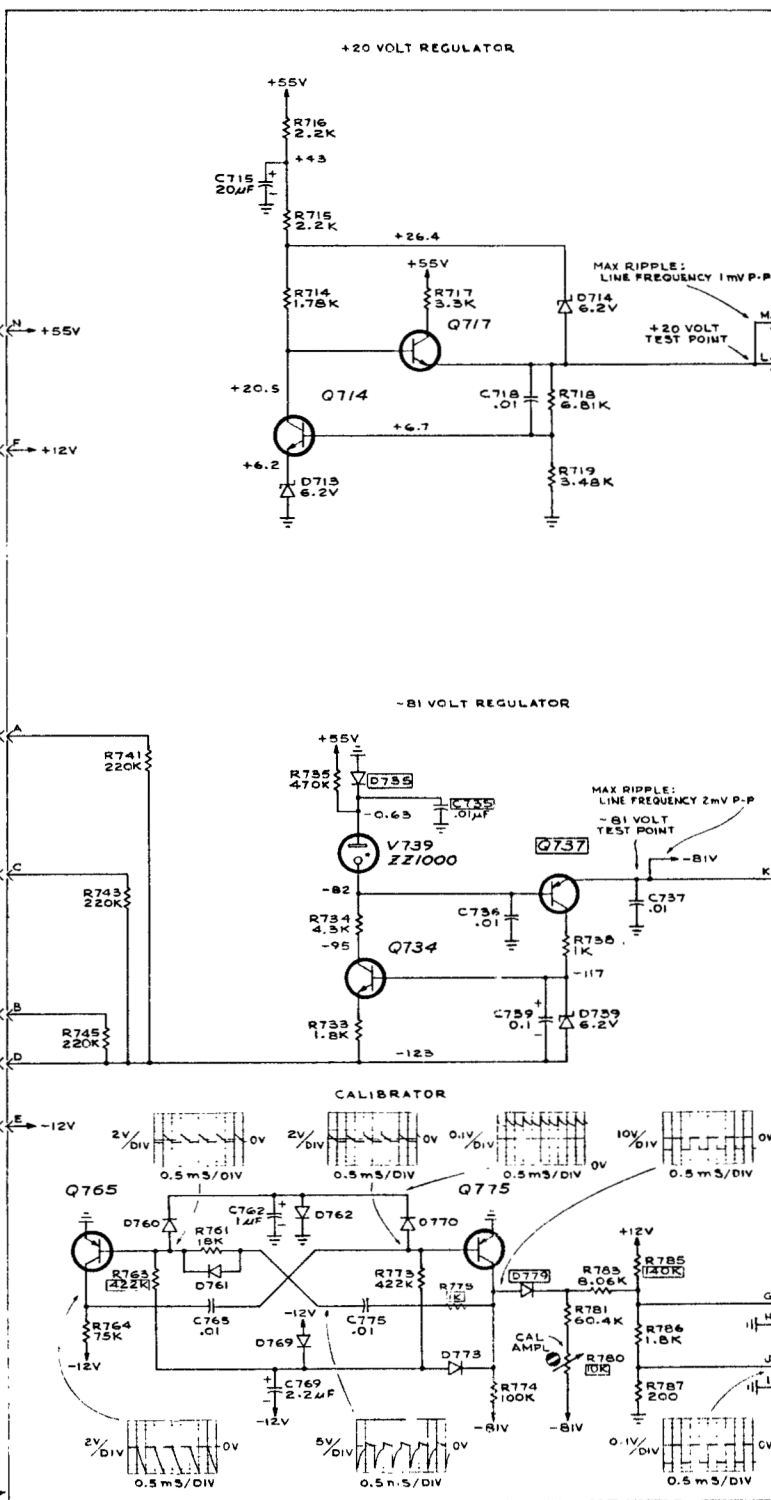 +20 VOLT REGULATOR
+55V
R716
2.2K
+43
C715
20µF
+
-
R715
2.2K
+26.4
+55V
R714
1.78K
R717
3.3K
D714
6.2V
MAX RIPPLE:
LINE FREQUENCY 1mV P-P
Q717
N
+55V
+20 VOLT
TEST POINT
M
L
+20.5
Q714
C718
.01
R718
6.81K
+6.7
F
+12V
+6.2
D713
6.2V
R719
3.48K
-81 VOLT REGULATOR
A
R741
220K
+55V
R735
470K
D735
C735
.01µF
-0.63
MAX RIPPLE:
LINE FREQUENCY 2mV P-P
-81 VOLT
TEST POINT
V739
ZZ1000
Q737
-81V
C
K
R743
220K
-82
C736
.01
C737
.01
R734
4.3K
-95
Q734
R738
1K
-117
B
R745
220K
R733
1.8K
C739
0.1
+
-
D739
6.2V
D
-123
CALIBRATOR
E
-12V
2V/DIV
0V
0.5mS/DIV
2V/DIV
0V
0.5mS/DIV
0.1V/DIV
0V
0.5mS/DIV
10V/DIV
0V
0.5mS/DIV
Q765
Q775
D760
R761
18K
C762
1µF
+
-
D762
D770
+12V
D761
R763
422K
R773
422K
D779
R783
8.06K
R785
140K
R775
1K
G
H
C765
.01
-12V
C775
.01
R781
60.4K
R764
75K
D769
CAL
AMPL
R786
1.8K
D773
-12V
R780
10K
J
I
C769
2.2µF
+
-
-12V
R774
100K
-81V
-81V
R787
200
2V/DIV
0V
0.5mS/DIV
5V/DIV
0V
0.5mS/DIV
0.1V/DIV
0V
0.5mS/DIV